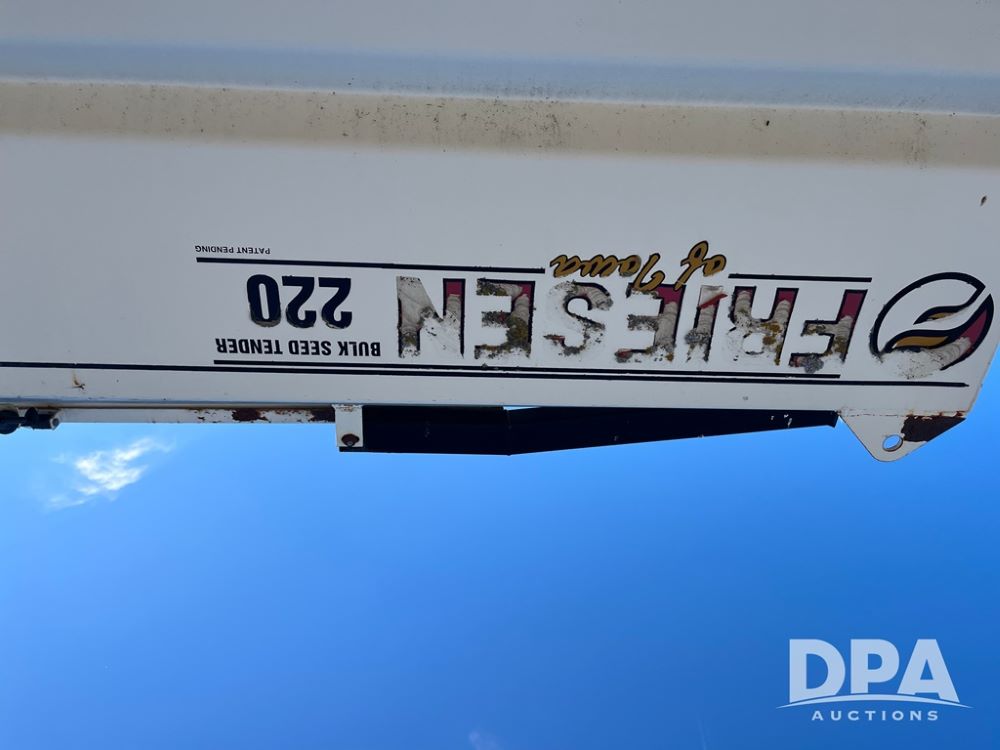 FRIESEN
of Iowa
BULK SEED TENDER
220
PATENT PENDING
DPA
AUCTIONS